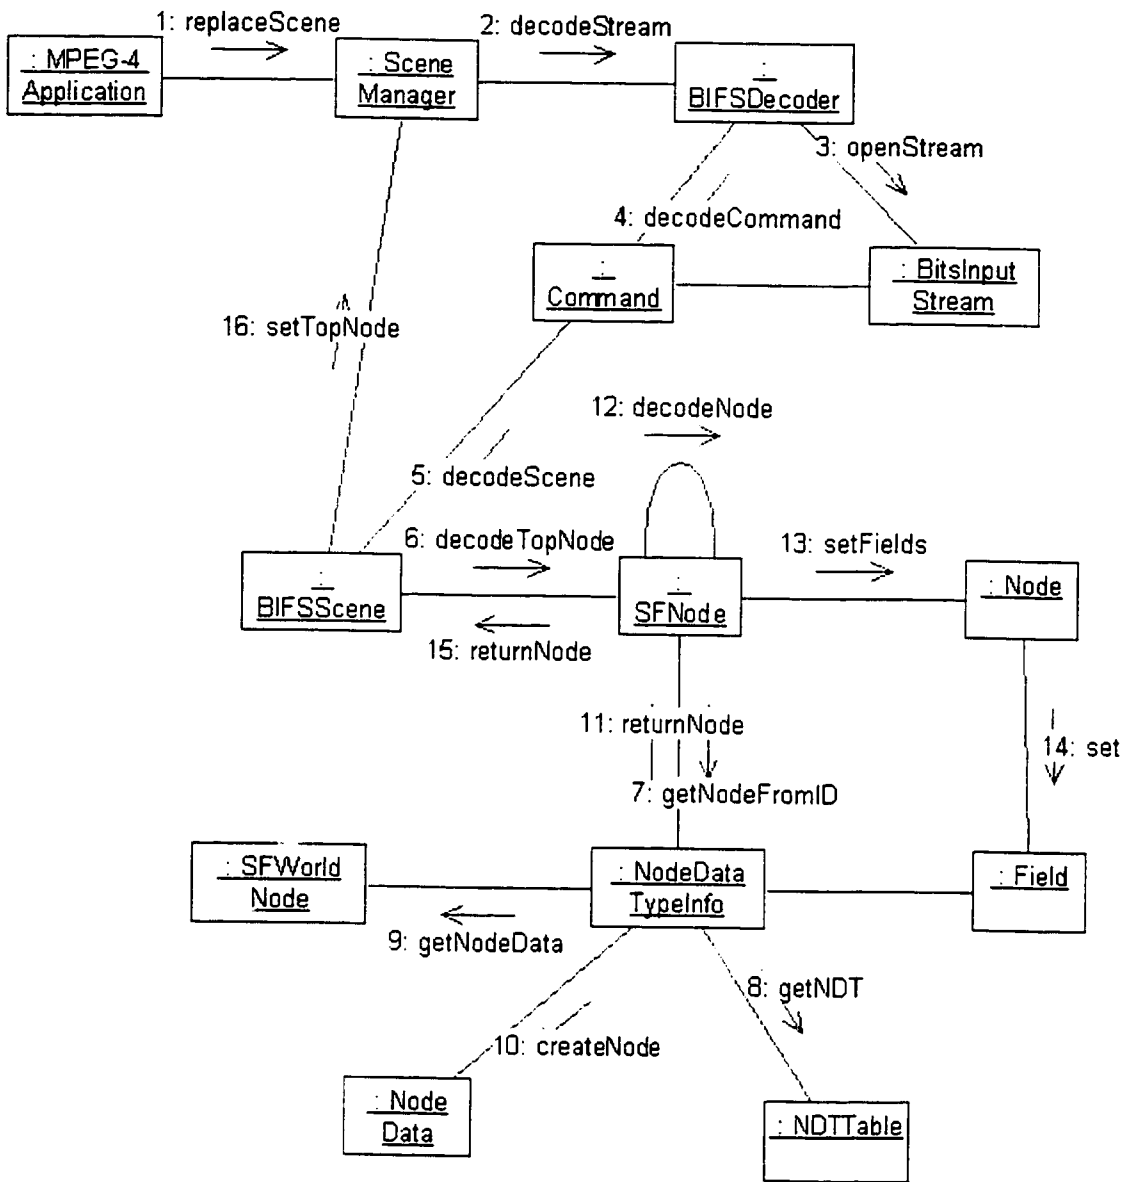 1: replaceScene
2: decodeStream
: MPEG-4
Application
: Scene
Manager
:
BIFSDecoder
3: openStream
4: decodeCommand
:
Command
: BitsInput
Stream
16: setTopNode
12: decodeNode
5: decodeScene
6: decodeTopNode
13: setFields
:
BIFSScene
:
SFNode
: Node
15: returnNode
11: returnNode
14: set
7: getNodeFromID
: SFWorld
Node
: NodeData
TypeInfo
: Field
9: getNodeData
8: getNDT
10: createNode
: Node
Data
: NDTTable